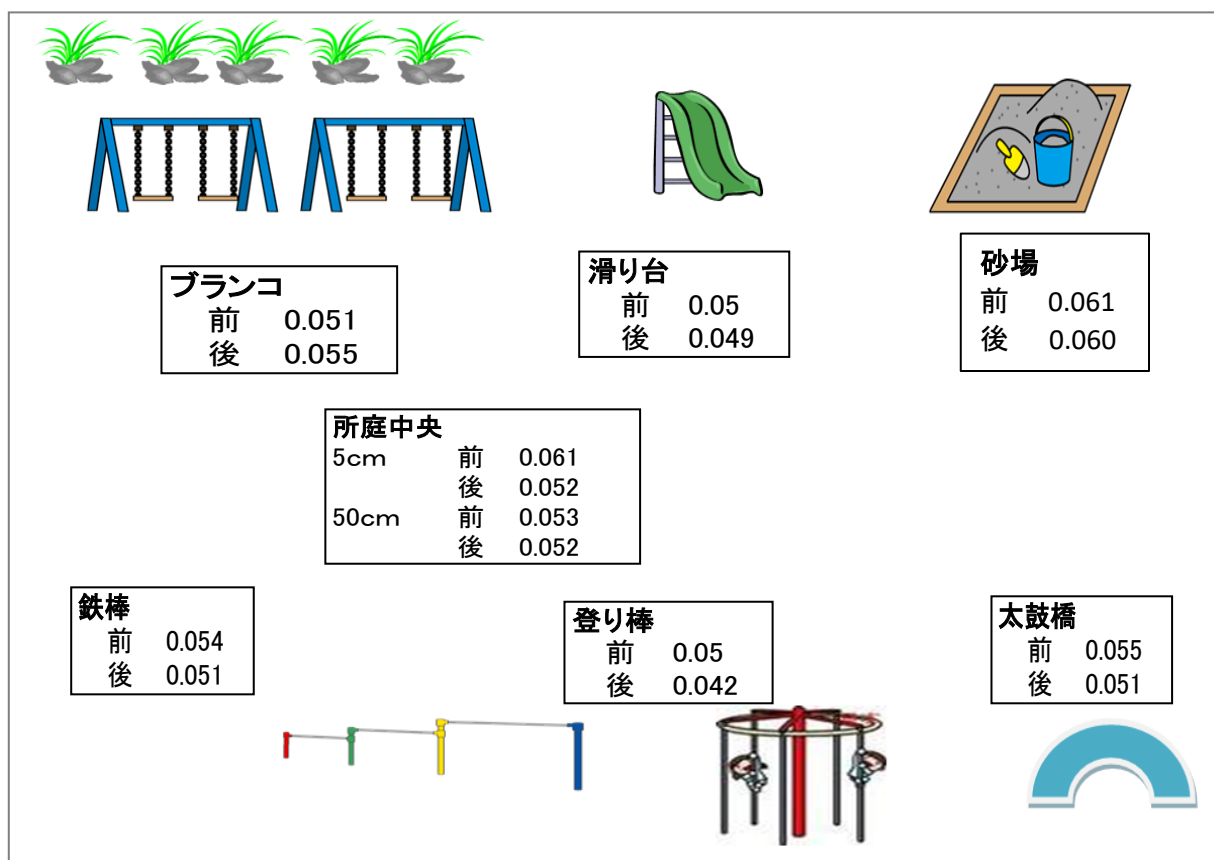 ブランコ
前 0.051
後 0.055
滑り台
前 0.05
後 0.049
砂場
前 0.061
後 0.060
所庭中央
5cm 前 0.061
後 0.052
50cm 前 0.053
後 0.052
鉄棒
前 0.054
後 0.051
登り棒
前 0.05
後 0.042
太鼓橋
前 0.055
後 0.051